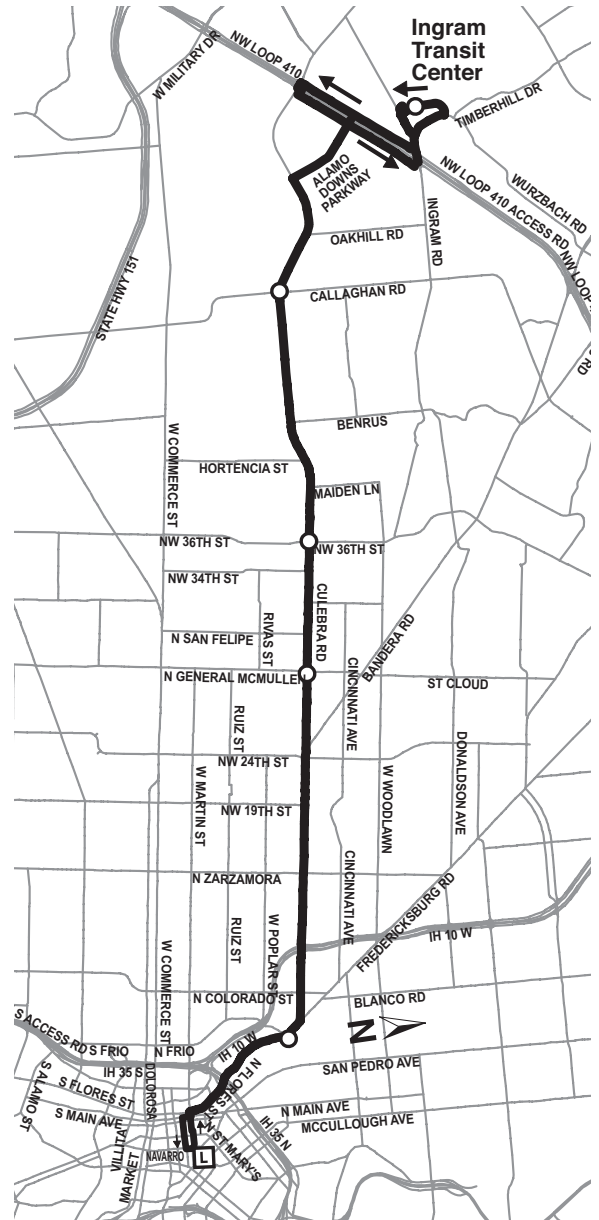 Ingram
Transit
Center
NW LOOP 410
W MILITARY DR
TIMBERHILL DR
ALAMO
DOWNS
PARKWAY
NW LOOP 410 ACCESS RD
WURZBACH RD
NW LOOP
RD
INGRAM RD
OAKHILL RD
STATE HWY 151
CALLAGHAN RD
BENRUS
W COMMERCE ST
HORTENCIA ST
MAIDEN LN
NW 36TH ST
NW 36TH ST
NW 34TH ST
CULEBRA RD
RIVAS ST
BANDERA RD
N SAN FELIPE
CINCINNATI AVE
N GENERAL MCMULLEN
ST CLOUD
RUIZ ST
NW 24TH ST
DONALDSON AVE
W MARTIN ST
W WOODLAWN
NW 19TH ST
CINCINNATI AVE
N ZARZAMORA
FREDERICKSBURG RD
RUIZ ST
W POPLAR ST
IH 10 W
W COMMERCE ST
N COLORADO ST
BLANCO RD
N
S ACCESS RD
S FRIO
N FRIO
IH 10 W
IH 35 S
SAN PEDRO AVE
DOLOROSA
N FLORES ST
S ALAMO ST
S FLORES ST
S MAIN AVE
N MAIN AVE
MCCULLOUGH AVE
IH 35 N
N ST MARY'S
VILLITA
MARKET
NAVARRO
L